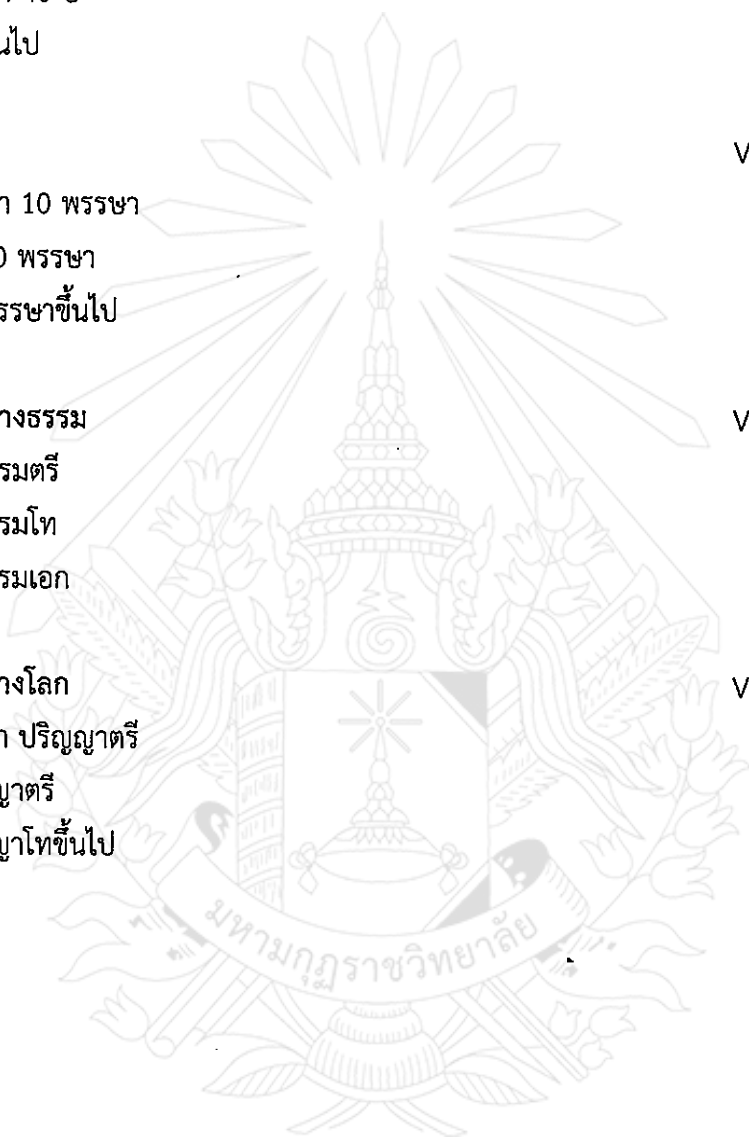 นไป
V
า 10 พรรษา
0 พรรษา
รรษาขึ้นไป
างธรรม
V
รมตรี
รมโท
รมเอก
างโลก
V
า ปริญญาตรี
ญาตรี
ญาโทขึ้นไป
มหามกุฏราชวิทยาลัย